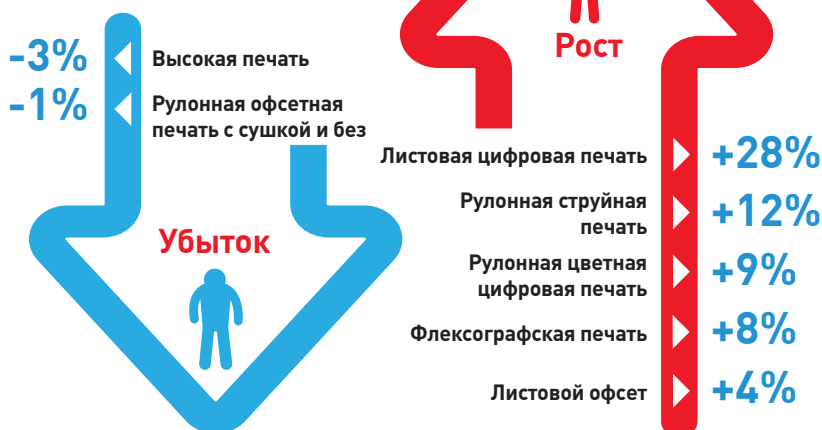 -3%
Высокая печать
-1%
Рулонная офсетная
печать с сушкой и без
Убыток
Рост
Листовая цифровая печать
+28%
Рулонная струйная
печать
+12%
Рулонная цветная
цифровая печать
+9%
Флексографская печать
+8%
Листовой офсет
+4%